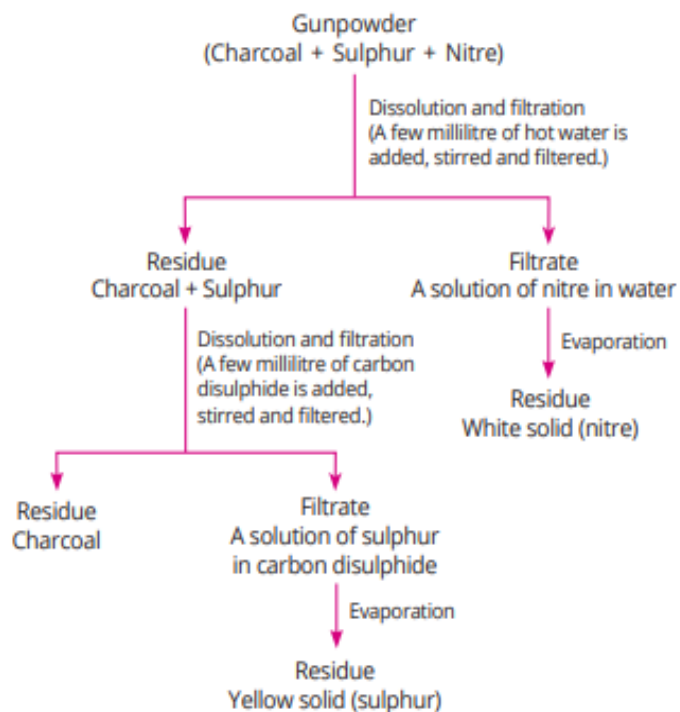 Gunpowder
(Charcoal + Sulphur + Nitre)
Dissolution and filtration
(A few millilitre of hot water is
added, stirred and filtered.)
Residue
Charcoal + Sulphur
Filtrate
A solution of nitre in water
Dissolution and filtration
(A few millilitre of carbon
disulphide is added,
stirred and filtered.)
Evaporation
Residue
White solid (nitre)
Residue
Charcoal
Filtrate
A solution of sulphur
in carbon disulphide
Evaporation
Residue
Yellow solid (sulphur)